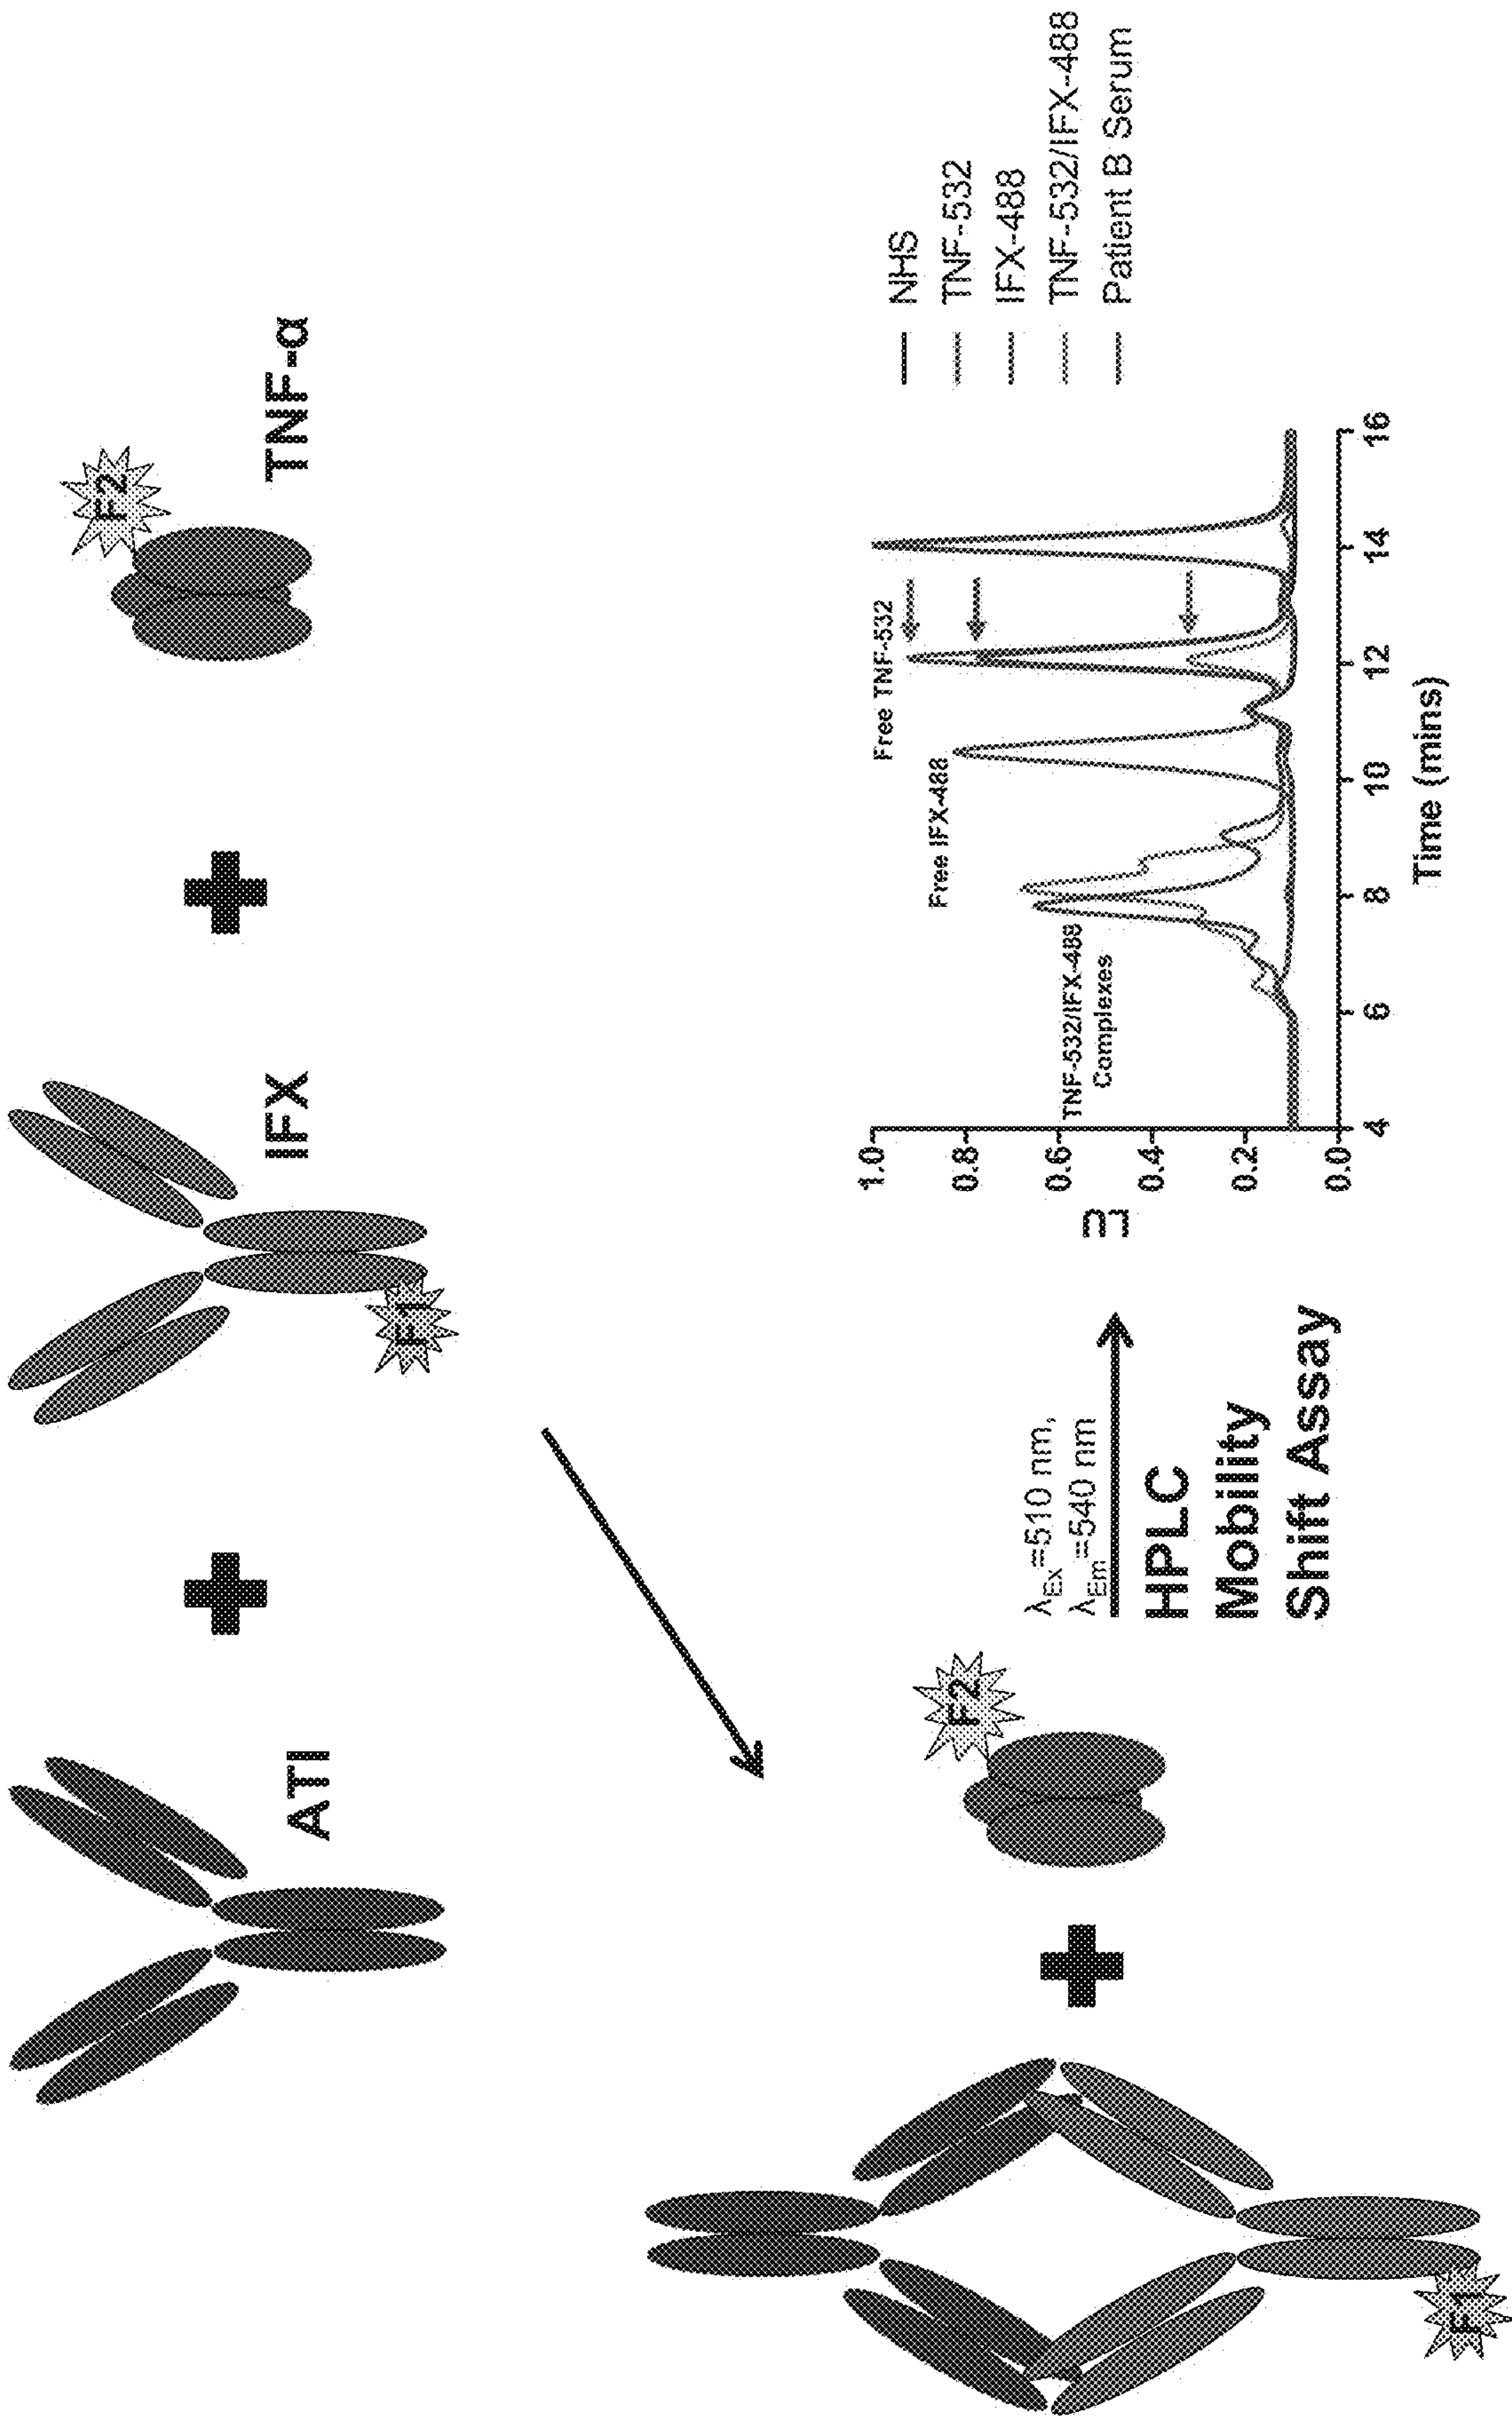 ATI
IFX
F1
TNF-α
F2
F1
F2
λEx=510 nm,
λEm=540 nm
HPLC
Mobility
Shift Assay
LU
1.0
0.8
0.6
0.4
0.2
0.0
4
6
8
10
12
14
16
Time (mins)
TNF-532/IFX-488
Complexes
Free IFX-488
Free TNF-532
NHS
TNF-532
IFX-488
TNF-532/IFX-488
Patient B Serum